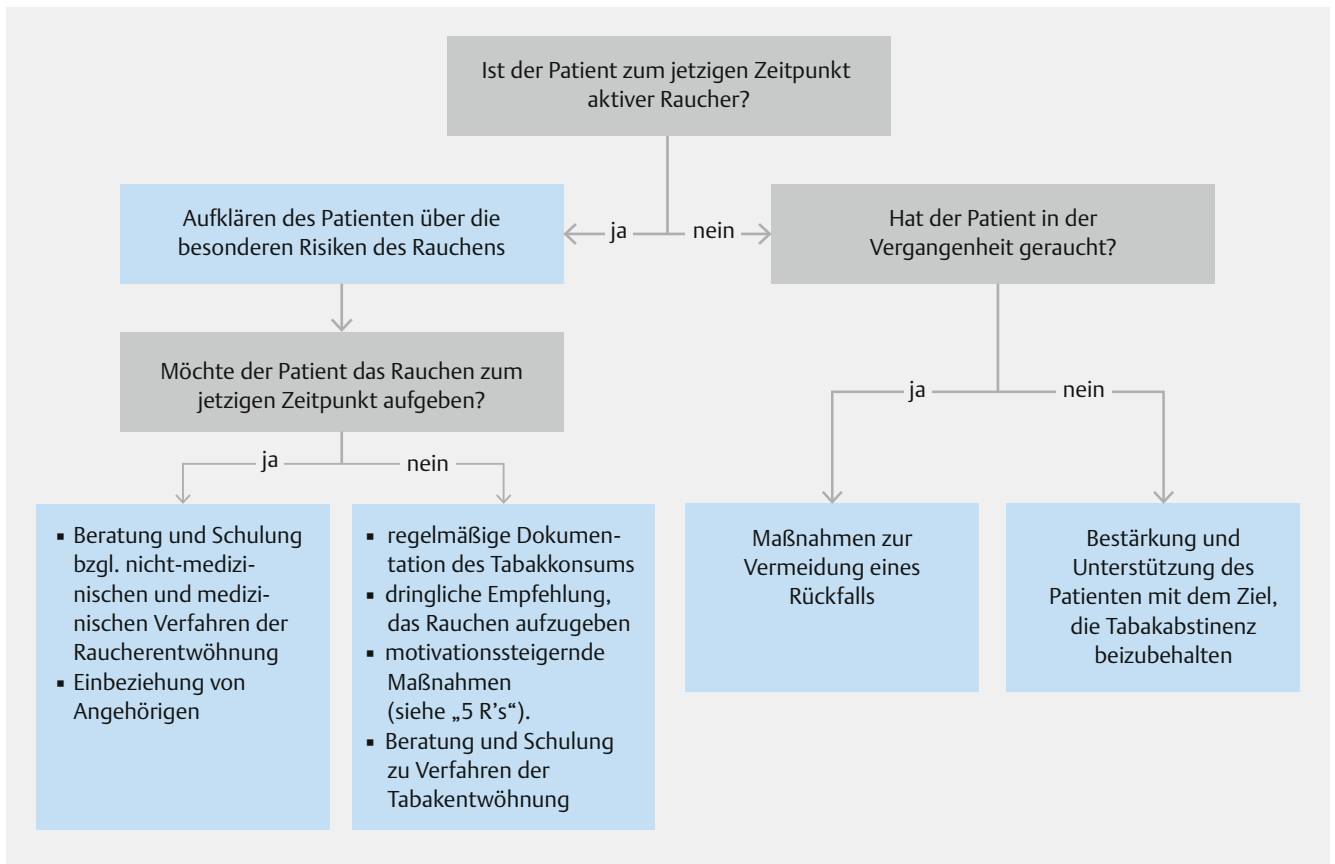 Ist der Patient zum jetzigen Zeitpunkt
aktiver Raucher?
Aufklären des Patienten über die
besonderen Risiken des Rauchens
ja
nein
Hat der Patient in der
Vergangenheit geraucht?
Möchte der Patient das Rauchen zum
jetzigen Zeitpunkt aufgeben?
ja
nein
ja
nein
▪ Beratung und Schulung
bzgl. nicht-medizi-
nischen und medizi-
nischen Verfahren der
Raucherentwöhnung
▪ Einbeziehung von
Angehörigen
▪ regelmäßige Dokumen-
tation des Tabakkonsums
▪ dringliche Empfehlung,
das Rauchen aufzugeben
▪ motivationssteigernde
Maßnahmen
(siehe „5 R’s“).
▪ Beratung und Schulung
zu Verfahren der
Tabakentwöhnung
Maßnahmen zur
Vermeidung eines
Rückfalls
Bestärkung und
Unterstützung des
Patienten mit dem Ziel,
die Tabakabstinenz
beizubehalten